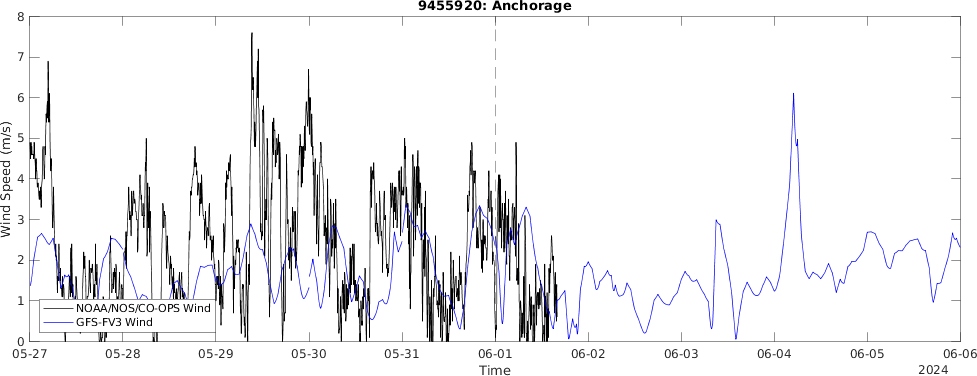 9455920: Anchorage
8
7
6
5
4
3
2
1
0
Wind Speed (m/s)
NOAA/NOS/CO-OPS Wind
GFS-FV3 Wind
05-27 05-28 05-29 05-30 05-31 06-01 06-02 06-03 06-04 06-05 06-06
Time
2024